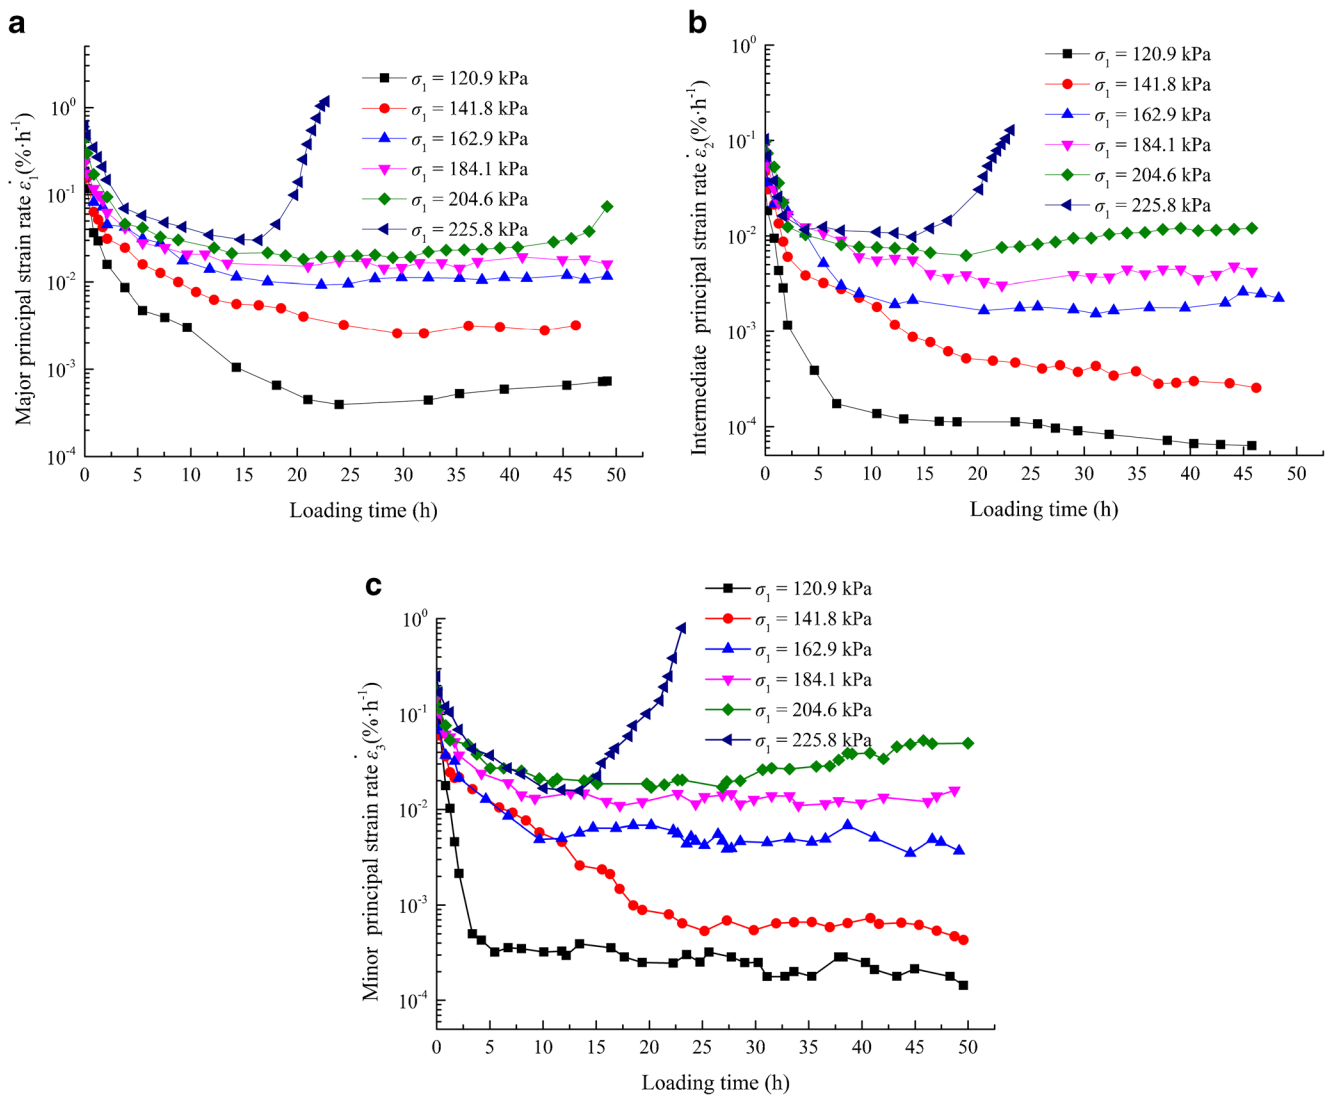 a
σ1 = 120.9 kPa
σ1 = 141.8 kPa
σ1 = 162.9 kPa
σ1 = 184.1 kPa
σ1 = 204.6 kPa
σ1 = 225.8 kPa
Major principal strain rate ε̇1(%·h-1)
10^0
10^-1
10^-2
10^-3
10^-4
0 5 10 15 20 25 30 35 40 45 50
Loading time (h)
b
σ1 = 120.9 kPa
σ1 = 141.8 kPa
σ1 = 162.9 kPa
σ1 = 184.1 kPa
σ1 = 204.6 kPa
σ1 = 225.8 kPa
Intermediate principal strain rate ε̇2(%·h-1)
10^0
10^-1
10^-2
10^-3
10^-4
0 5 10 15 20 25 30 35 40 45 50
Loading time (h)
c
σ1 = 120.9 kPa
σ1 = 141.8 kPa
σ1 = 162.9 kPa
σ1 = 184.1 kPa
σ1 = 204.6 kPa
σ1 = 225.8 kPa
Minor principal strain rate ε̇3(%·h-1)
10^0
10^-1
10^-2
10^-3
10^-4
0 5 10 15 20 25 30 35 40 45 50
Loading time (h)